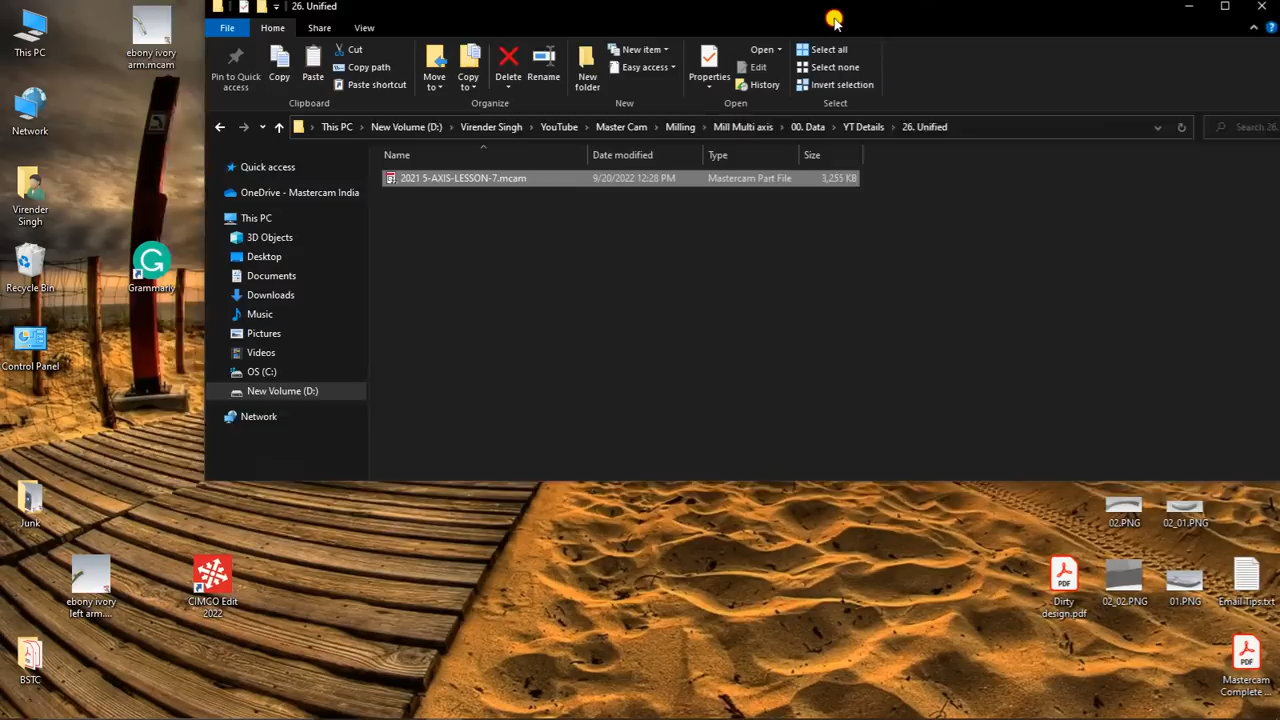 26. Unified
File
Home
Share
View
Pin to Quick
access
Copy
Paste
Cut
Copy path
Paste shortcut
Clipboard
Move
to
Copy
to
Delete
Rename
Organize
New
folder
New item
Easy access
New
Properties
Open
Edit
History
Open
Select all
Select none
Invert selection
Select
This PC
New Volume (D:)
Virender Singh
YouTube
Master Cam
Milling
Mill Multi axis
00. Data
YT Details
26. Unified
Search 26.
Name
Date modified
Type
Size
2021 5-AXIS-LESSON-7.mcam
9/20/2022 12:28 PM
Mastercam Part File
3,255 KB
Quick access
OneDrive - Mastercam India
This PC
3D Objects
Desktop
Documents
Downloads
Music
Pictures
Videos
OS (C:)
New Volume (D:)
Network
This PC
ebony ivory
arm.mcam
Network
Virender
Singh
Recycle Bin
Grammarly
Control Panel
Junk
ebony ivory
left arm....
CIMCO Edit
2022
BSTC
02.PNG
02_01.PNG
Dirty
design.pdf
02_02.PNG
01.PNG
Email Tips.txt
Mastercam
Complete ...